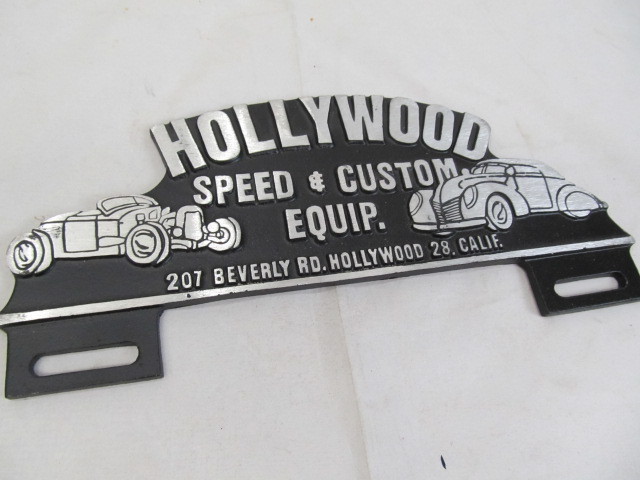 HOLLYWOOD
SPEED & CUSTOM
EQUIP.
207 BEVERLY RD. HOLLYWOOD 28. CALIF.